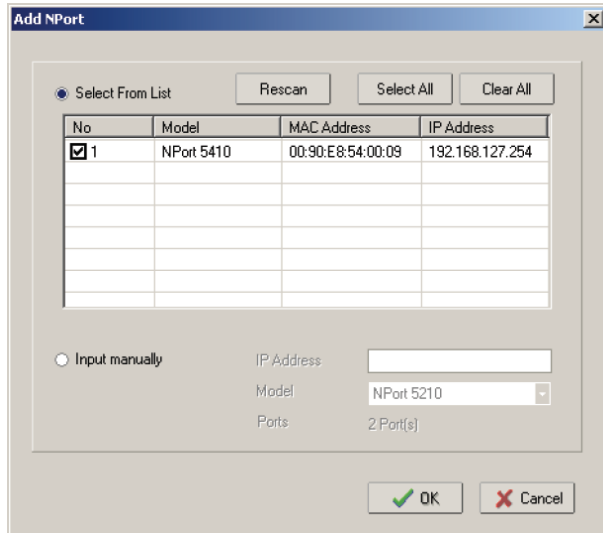 Add NPort
Select From List Rescan Select All Clear All
No Model MAC Address IP Address
1 NPort 5410 00:90:E8:54:00:09 192.168.127.254
Input manually IP Address
Model NPort 5210
Ports 2 Port(s)
OK Cancel